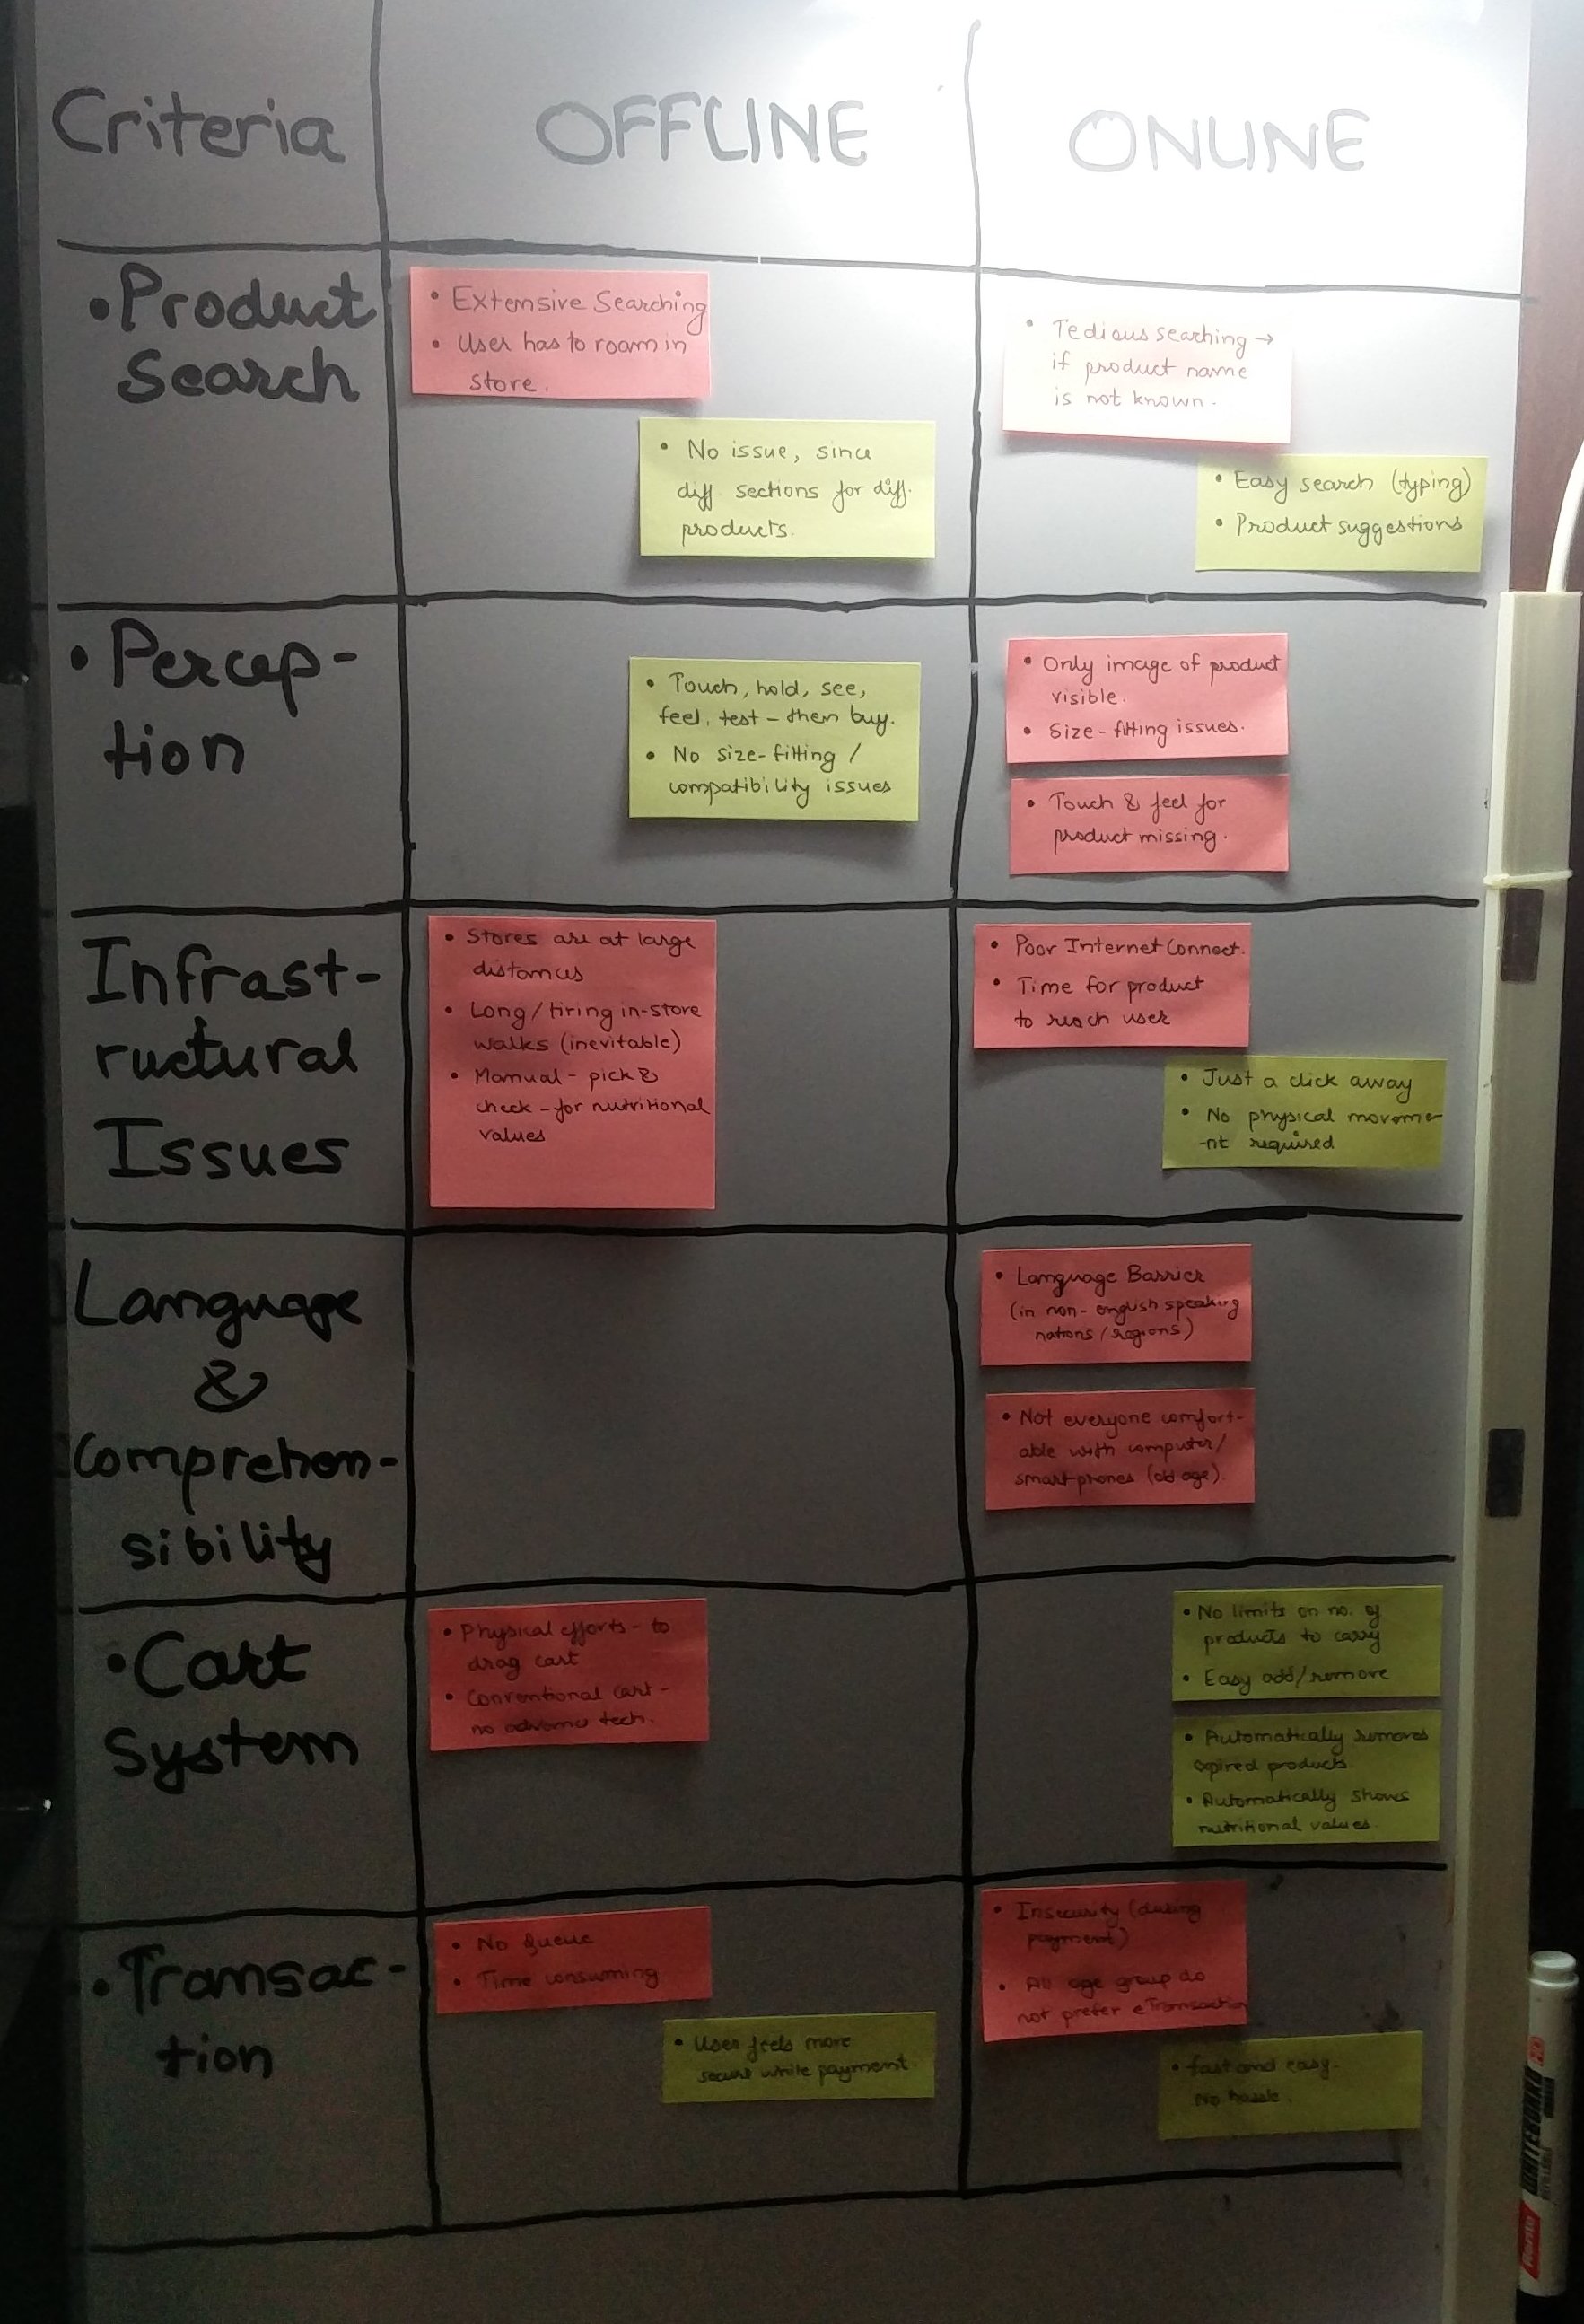 Criteria
OFFLINE
ONLINE
• Product
Search
• Extensive Searching
• User has to roam in
store.
• No issue, since
diff. sections for diff.
products.
• Tedious searching →
if product name
is not known.
• Easy search (typing)
• Product suggestions
• Percep-
tion
• Touch, hold, see,
feel, test – then buy.
• No size-fitting /
compatibility issues
• Only image of product
visible.
• Size-fitting issues.
• Touch & feel for
product missing.
Infrast-
ructural
Issues
• Stores are at large
distances
• Long/tiring in-store
walks (inevitable)
• Manual - pick &
check - for nutritional
values
• Poor Internet Connect.
• Time for product
to reach user
• Just a click away
• No physical moveme-
-nt required
Language
&
Comprehen-
sibility
• Language Barrier
(in non-english speaking
nations/regions)
• Not everyone comfort-
able with computer/
smartphones (old age).
• Cart
System
• Physical efforts - to
drag cart
• Conventional cart -
no advance tech.
• No limits on no. of
products to carry
• Easy add/remove
• Automatically removes
expired products
• Automatically shows
nutritional values.
• Transac-
tion
• No Queue
• Time consuming
• User feels more
secure while payment.
• Insecurity (during
payment)
• All age group do
not prefer eTransaction
• fast and easy-
No hassle.
WHITEBOARD
REFILLABLE
Rorito